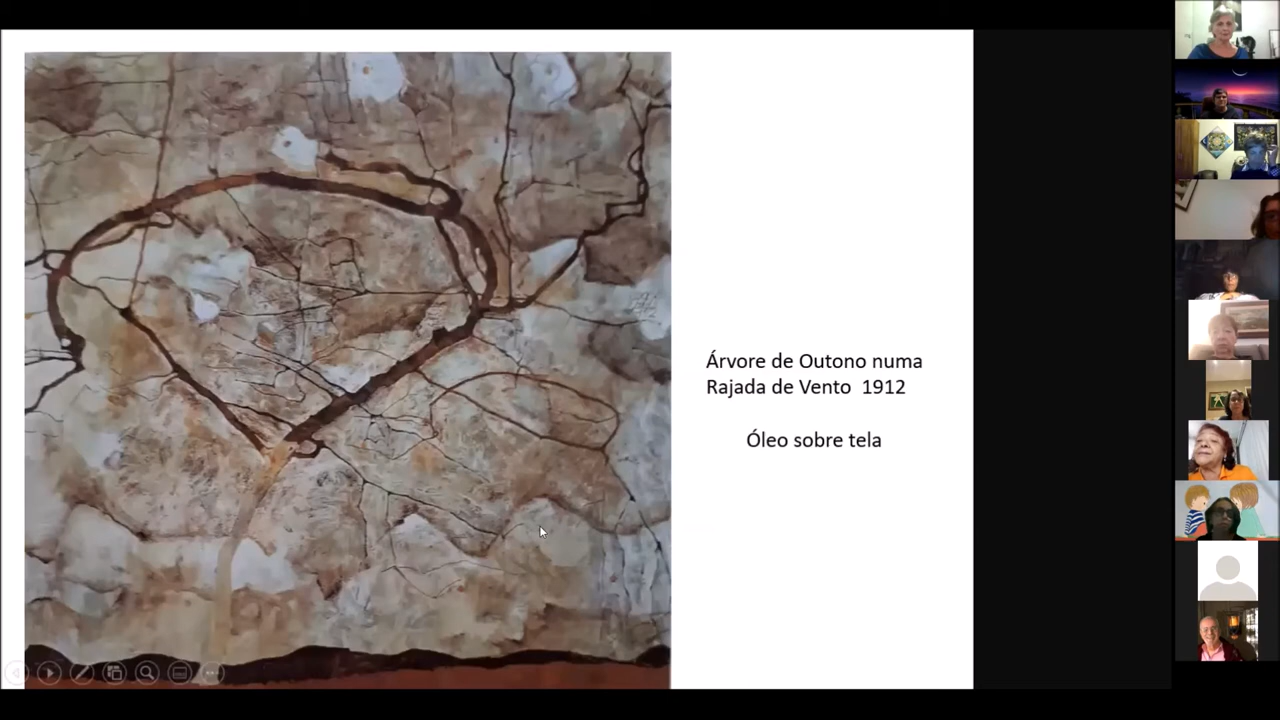 Árvore de Outono numa
Rajada de Vento  1912
Óleo sobre tela